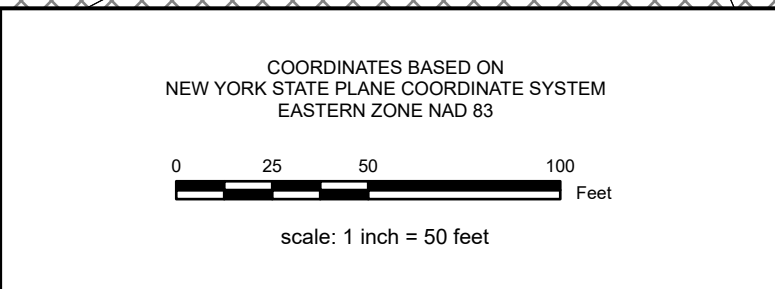 COORDINATES BASED ON
NEW YORK STATE PLANE COORDINATE SYSTEM
EASTERN ZONE NAD 83
0 25 50 100
Feet
scale: 1 inch = 50 feet